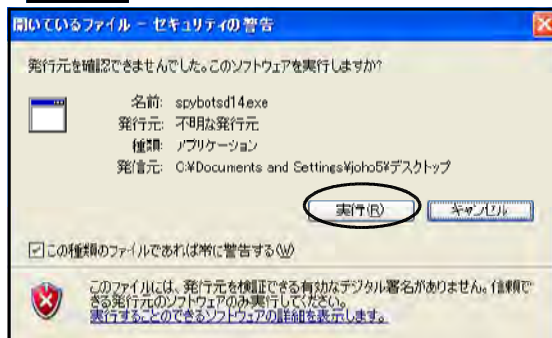 開いているファイル － セキュリティの警告
発行元を確認できませんでした。このソフトウェアを実行しますか?
名前: spybotsd14.exe
発行元: 不明な発行元
種類: アプリケーション
発信元: C:¥Documents and Settings¥joho5¥デスクトップ
実行(R) キャンセル
この種類のファイルであれば常に警告する(W)
このファイルには、発行元を検証できる有効なデジタル署名がありません。信頼で
きる発行元のソフトウェアのみ実行してください。
実行することのできるソフトウェアの詳細を表示します。